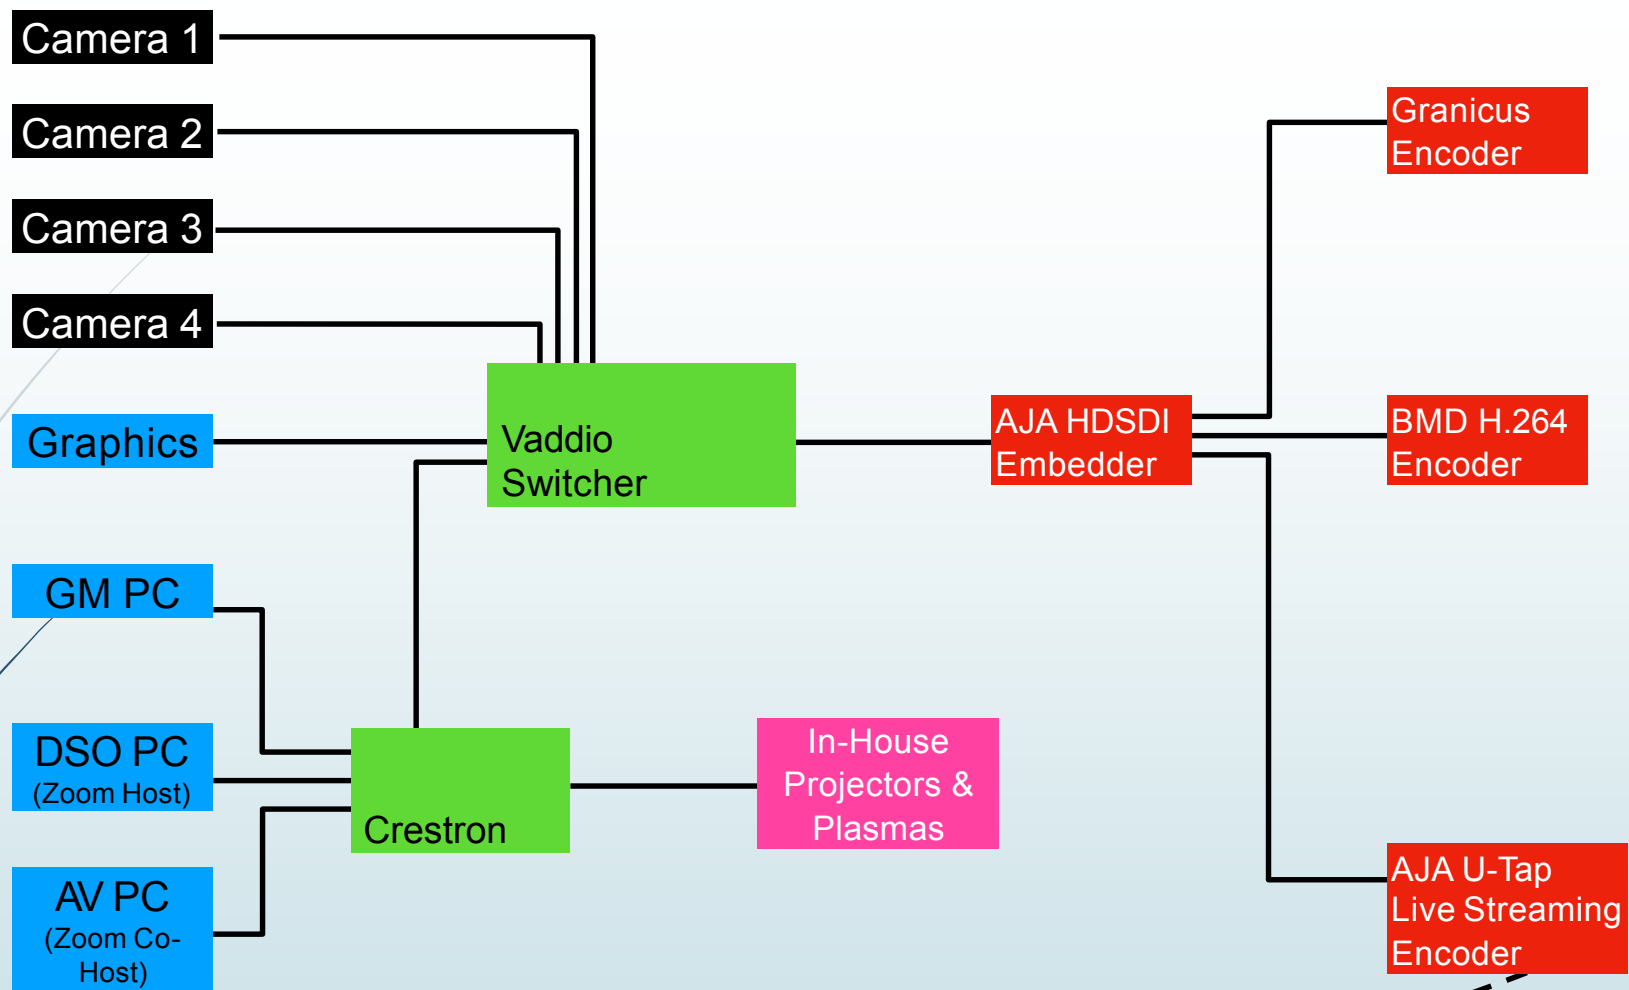 Camera 1
Camera 2
Camera 3
Camera 4
Graphics
GM PC
DSO PC
(Zoom Host)
AV PC
(Zoom Co-
Host)
Vaddio
Switcher
Crestron
In-House
Projectors &
Plasmas
AJA HDSDI
Embedder
Granicus
Encoder
BMD H.264
Encoder
AJA U-Tap
Live Streaming
Encoder